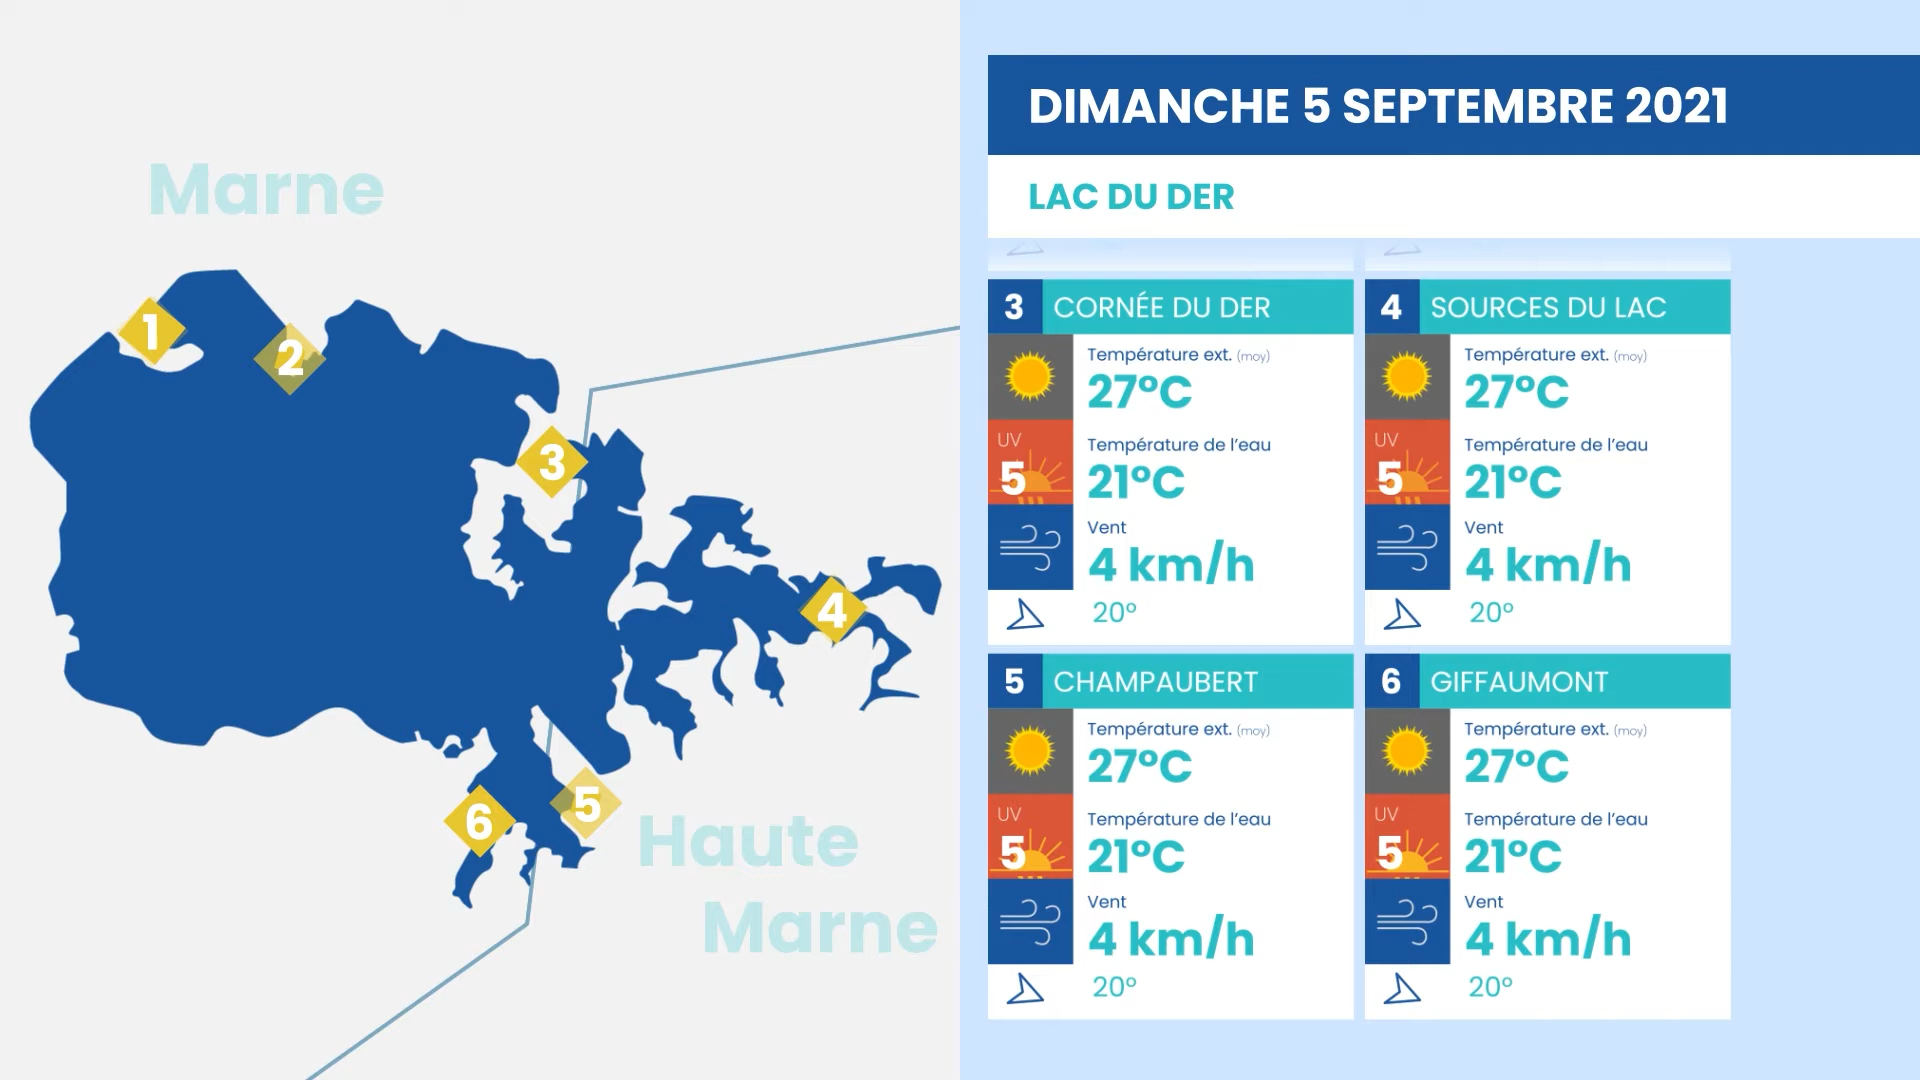 Marne
1
2
3
4
5
6
Haute
Marne
DIMANCHE 5 SEPTEMBRE 2021
LAC DU DER
3 CORNÉE DU DER
Température ext. (moy)
27°C
UV
5
Température de l'eau
21°C
Vent
4 km/h
20°
4 SOURCES DU LAC
Température ext. (moy)
27°C
UV
5
Température de l'eau
21°C
Vent
4 km/h
20°
5 CHAMPAUBERT
Température ext. (moy)
27°C
UV
5
Température de l'eau
21°C
Vent
4 km/h
20°
6 GIFFAUMONT
Température ext. (moy)
27°C
UV
5
Température de l'eau
21°C
Vent
4 km/h
20°